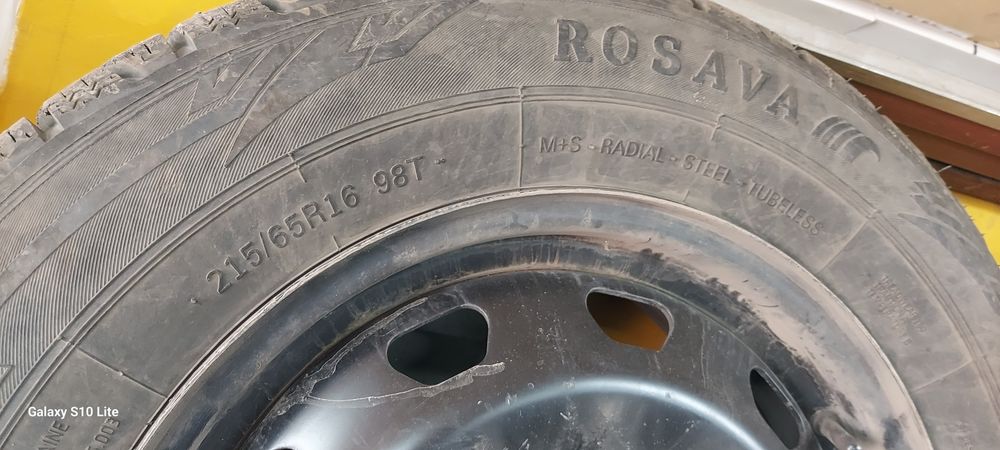 ROSAVA
M+S - RADIAL - STEEL - TUBELESS
215/65R16 98T
Galaxy S10 Lite